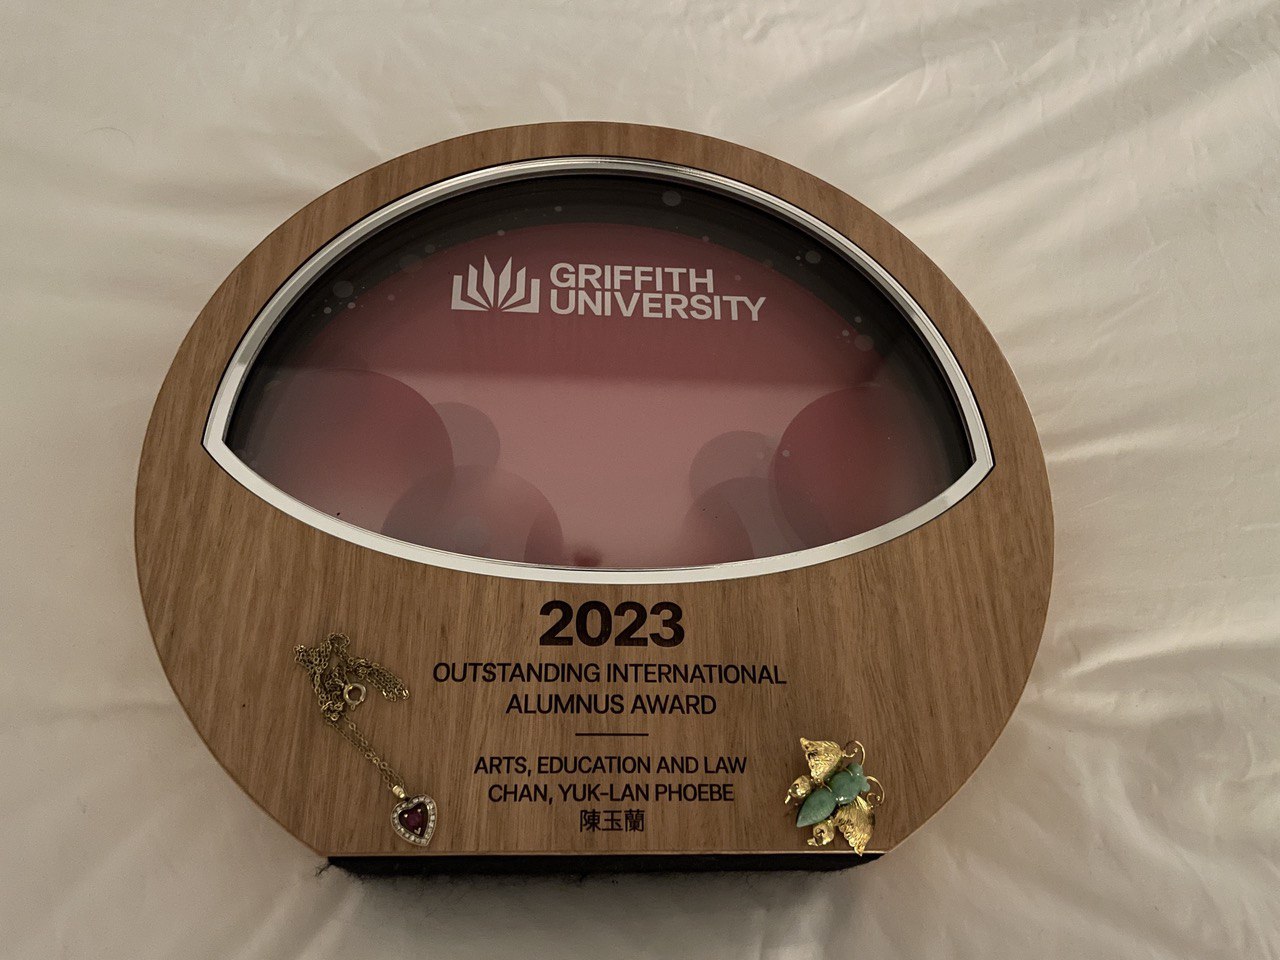 GRIFFITH
UNIVERSITY
2023
OUTSTANDING INTERNATIONAL
ALUMNUS AWARD
ARTS, EDUCATION AND LAW
CHAN, YUK-LAN PHOEBE
陳玉蘭